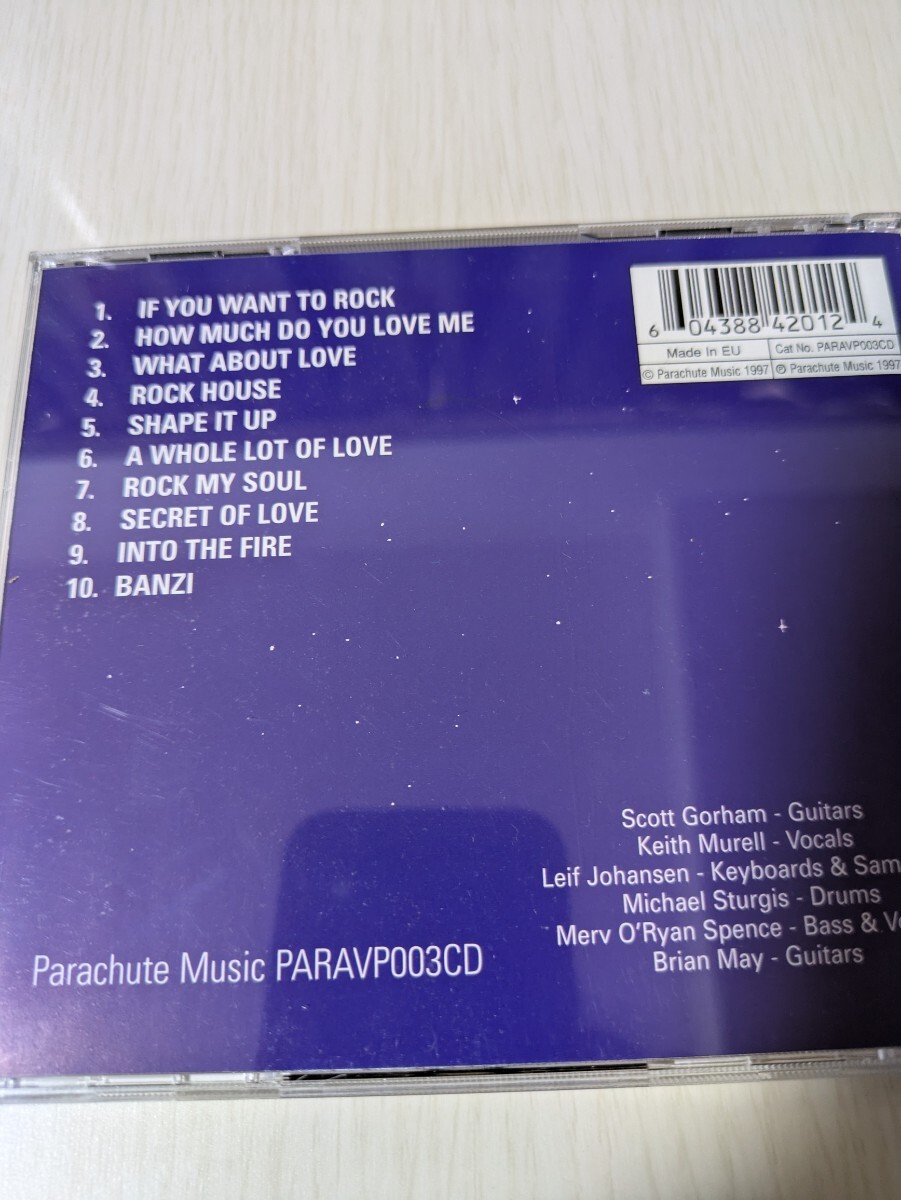 1. IF YOU WANT TO ROCK
2. HOW MUCH DO YOU LOVE ME
3. WHAT ABOUT LOVE
4. ROCK HOUSE
5. SHAPE IT UP
6. A WHOLE LOT OF LOVE
7. ROCK MY SOUL
8. SECRET OF LOVE
9. INTO THE FIRE
10. BANZI
6 04388 42012 4
Made In EU
Cat No. PARAVP003CD
© Parachute Music 1997
℗ Parachute Music 1997
Scott Gorham - Guitars
Keith Murell - Vocals
Leif Johansen - Keyboards & Sam
Michael Sturgis - Drums
Merv O'Ryan Spence - Bass & Vo
Brian May - Guitars
Parachute Music PARAVP003CD